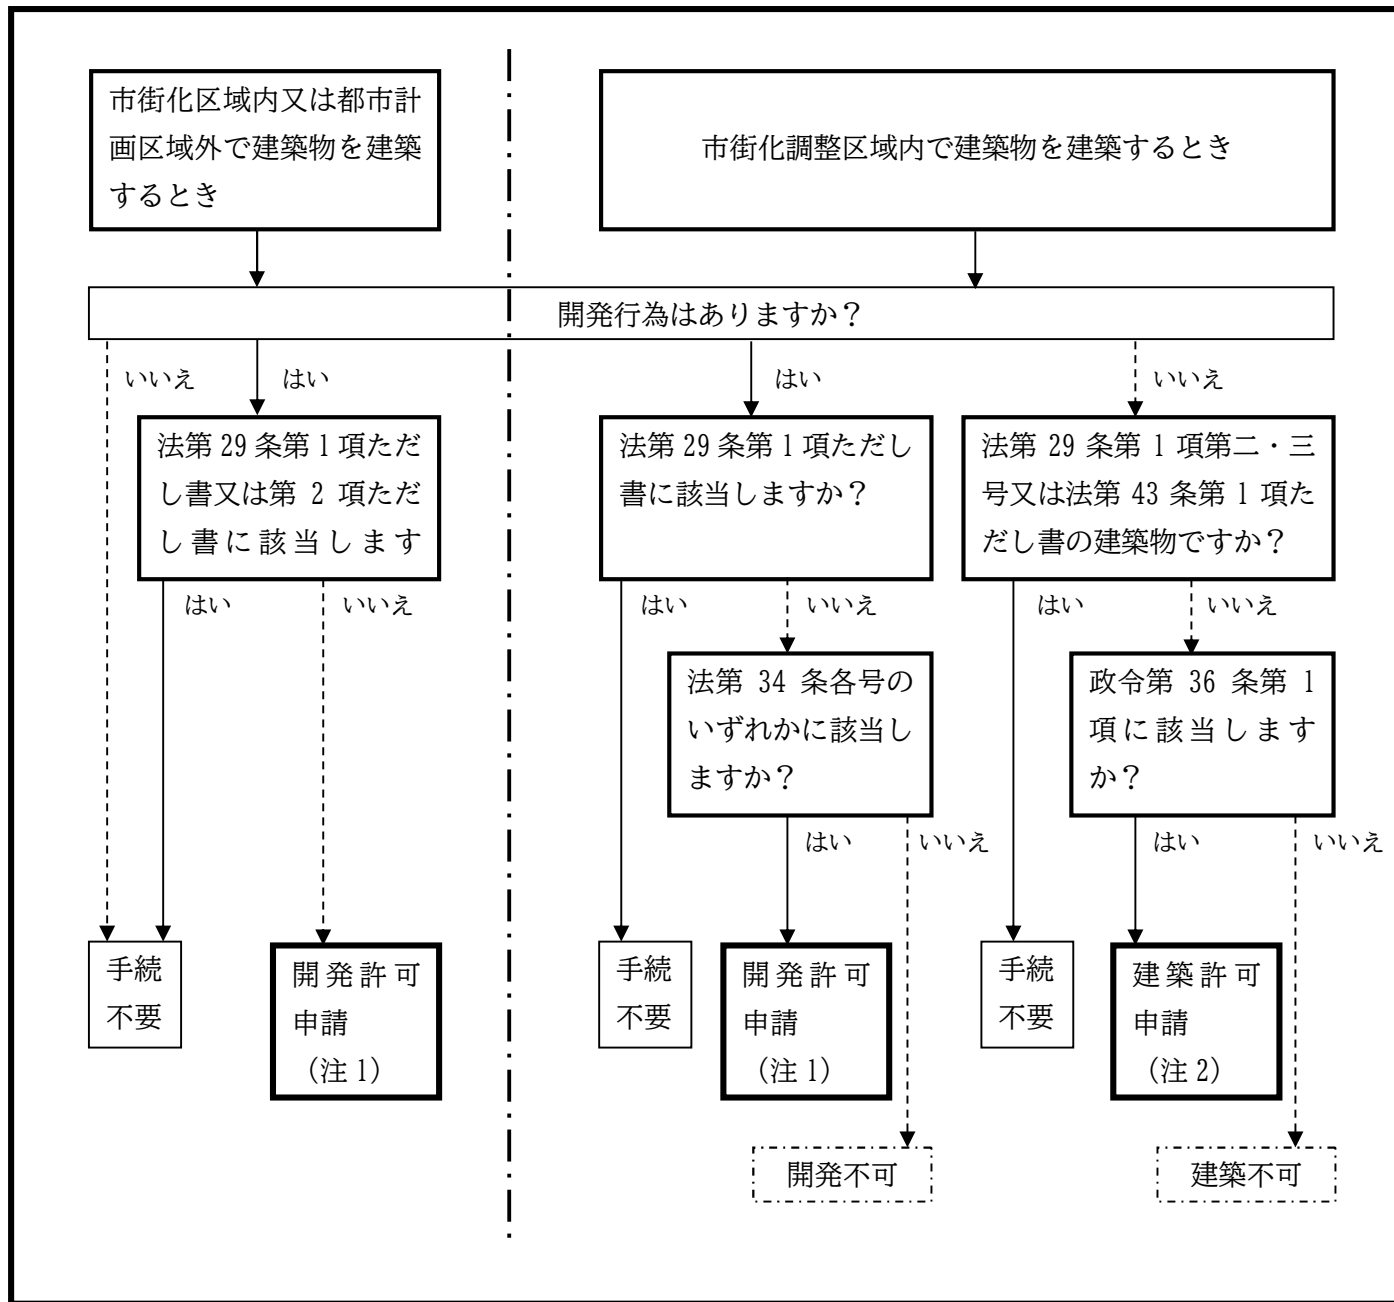 市街化区域内又は都市計
画区域外で建築物を建築
するとき
市街化調整区域内で建築物を建築するとき
開発行為はありますか？
いいえ
はい
はい
いいえ
法第 29 条第 1 項ただ
し書又は第 2 項ただ
し書に該当します
法第 29 条第 1 項ただし
書に該当しますか？
法第 29 条第 1 項第二・三
号又は法第 43 条第 1 項た
だし書の建築物ですか？
はい
いいえ
はい
いいえ
はい
いいえ
法第 34 条各号の
いずれかに該当し
ますか？
政令第 36 条第 1
項に該当します
か？
はい
いいえ
はい
いいえ
手続
不要
開発許可
申請
（注 1）
手続
不要
開発許可
申請
（注 1）
手続
不要
建築許可
申請
（注 2）
開発不可
建築不可